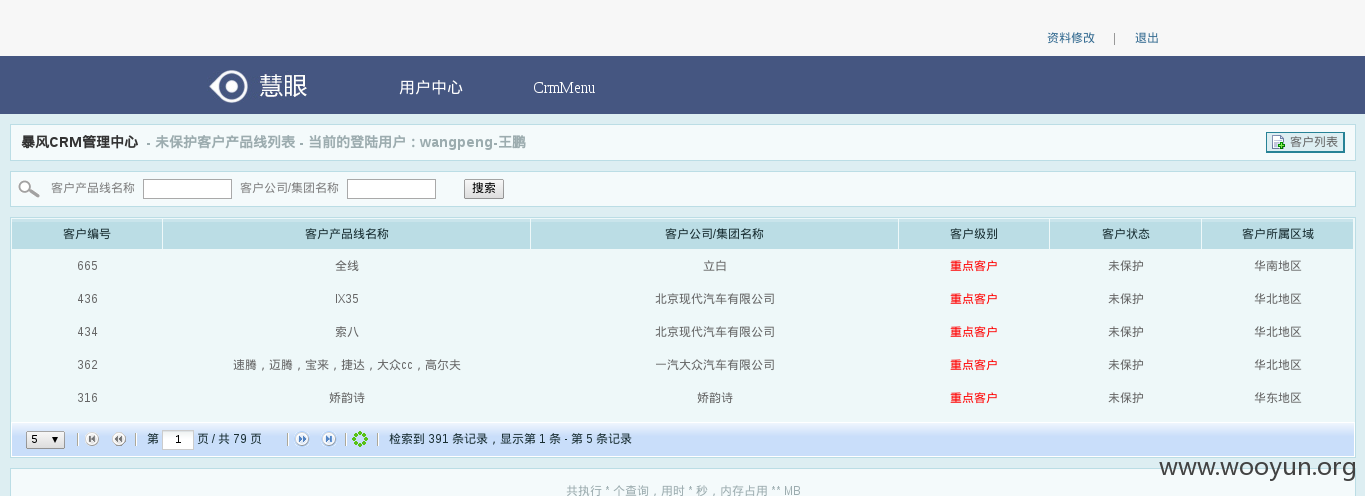 资料修改 | 退出
慧眼 用户中心 CrmMenu
暴风CRM管理中心 - 未保护客户产品线列表 - 当前的登陆用户：wangpeng-王鹏 客户列表
客户产品线名称 客户公司/集团名称 搜索
客户编号 客户产品线名称 客户公司/集团名称 客户级别 客户状态 客户所属区域
665 全线 立白 重点客户 未保护 华南地区
436 IX35 北京现代汽车有限公司 重点客户 未保护 华北地区
434 索八 北京现代汽车有限公司 重点客户 未保护 华北地区
362 速腾，迈腾，宝来，捷达，大众cc，高尔夫 一汽大众汽车有限公司 重点客户 未保护 华北地区
316 娇韵诗 娇韵诗 重点客户 未保护 华东地区
5 第 1 页 / 共 79 页 检索到 391 条记录，显示第 1 条 - 第 5 条记录
www.wooyun.org
共执行 * 个查询，用时 * 秒，内存占用 ** MB